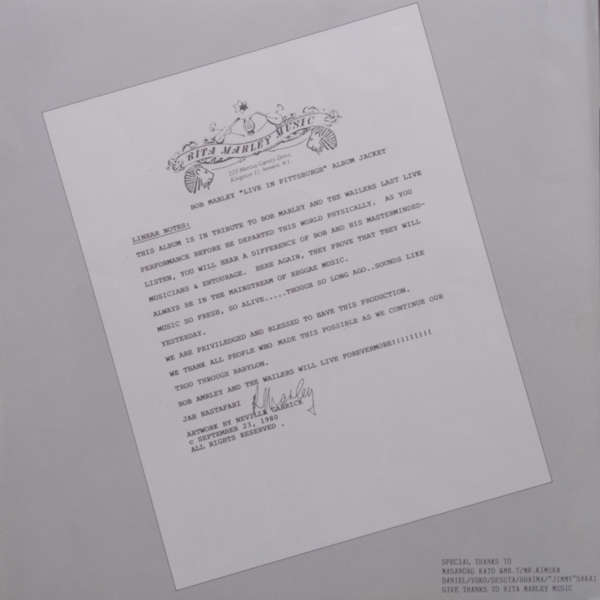 RITA MARLEY MUSIC
220 Marcus Garvey Drive,
Kingston 11 Jamaica, W.I.
BOB MARLEY "LIVE IN PITTSBURGH" ALBUM JACKET
LINEAR NOTES:
THIS ALBUM IS IN TRIBUTE TO BOB MARLEY AND THE WAILERS LAST LIVE
PERFORMANCE BEFORE HE DEPARTED THIS WORLD PHYSICALLY. AS YOU
LISTEN, YOU WILL HEAR A DIFFERENCE OF BOB AND HIS MASTERMINDED-
MUSICIANS & ENTOURAGE. HERE AGAIN, THEY PROVE THAT THEY WILL
ALWAYS BE IN THE MAINSTREAM OF REGGAE MUSIC.
MUSIC SO FRESH, SO ALIVE.....THOUGH SO LONG AGO..SOUNDS LIKE
YESTERDAY.
WE ARE PRIVILEDGED AND BLESSED TO HAVE THIS PRODUCTION.
WE THANK ALL PEOPLE WHO MADE THIS POSSIBLE AS WE CONTINUE OUR
TROD THROUGH BABYLON.
BOB AMRLEY AND THE WAILERS WILL LIVE FOREVERMORE!!!!!!!!!
JAH RASTAFARI RMarley
ARTWORK BY NEVILLE GARRICK
c SEPTEMBER 23, 1980
ALL RIGHTS RESERVED .
SPECIAL THANKS TO
MASANOBU KATO &MR.T/MR.KIMURA
DANIEL/YOKO/DESUTA/DHAIMA/"JIMMY"SAKAI
GIVE THANKS TO RITA MARLEY MUSIC